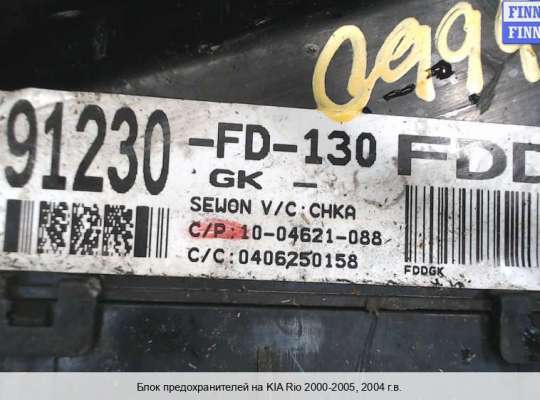 0999
FINN
FINN
91230-FD-130 FDD
GK -
SEWON V/C:CHKA
C/P:10-04621-088
C/C:0406250158
FDDGK
Блок предохранителей на KIA Rio 2000-2005, 2004 г.в.